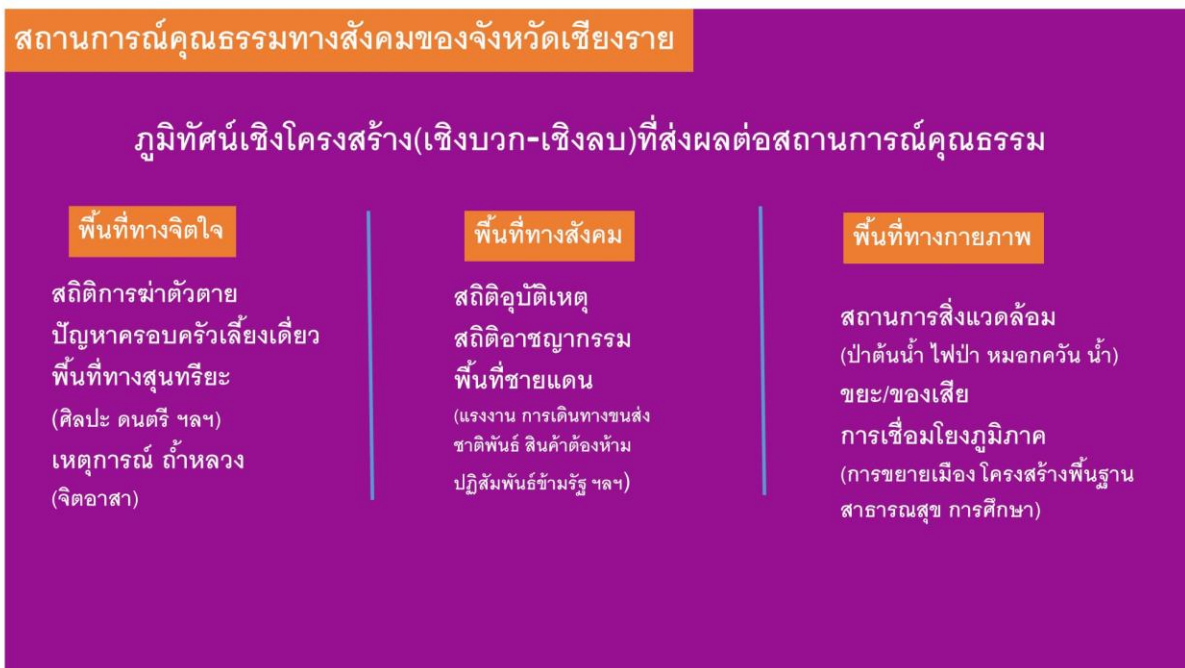 สถานการณ์คุณธรรมทางสังคมของจังหวัดเชียงราย
ภูมิทัศน์เชิงโครงสร้าง(เชิงบวก-เชิงลบ)ที่ส่งผลต่อสถานการณ์คุณธรรม
พื้นที่ทางจิตใจ
สถิติการฆ่าตัวตาย
ปัญหาครอบครัวเลี้ยงเดี่ยว
พื้นที่ทางสุนทรียะ
(ศิลปะ ดนตรี ฯลฯ)
เหตุการณ์ ถ้ำหลวง
(จิตอาสา)
พื้นที่ทางสังคม
สถิติอุบัติเหตุ
สถิติอาชญากรรม
พื้นที่ชายแดน
(แรงงาน การเดินทางขนส่ง
ชาติพันธ์ สินค้าต้องห้าม
ปฏิสัมพันธ์ข้ามรัฐ ฯลฯ)
พื้นที่ทางกายภาพ
สถานการสิ่งแวดล้อม
(ป่าต้นน้ำ ไฟป่า หมอกควัน น้ำ)
ขยะ/ของเสีย
การเชื่อมโยงภูมิภาค
(การขยายเมือง โครงสร้างพื้นฐาน
สาธารณสุข การศึกษา)